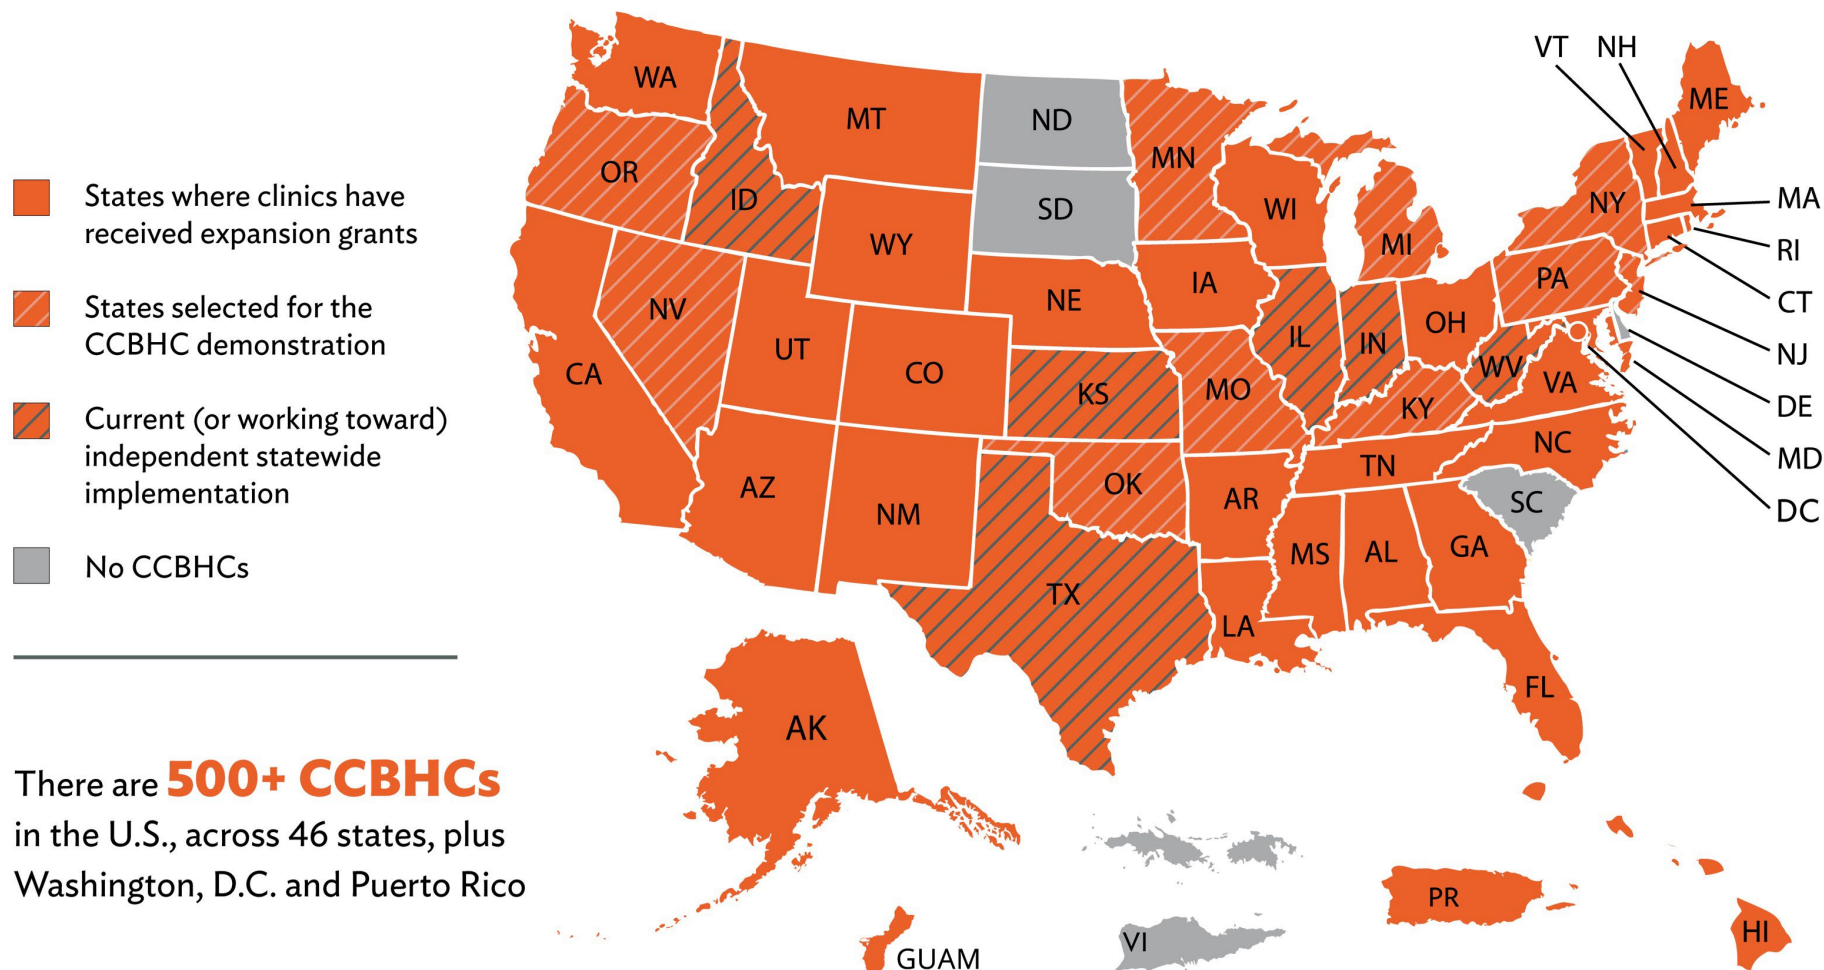 States where clinics have
received expansion grants
States selected for the
CCBHC demonstration
Current (or working toward)
independent statewide
implementation
No CCBHCs
There are 500+ CCBHCs
in the U.S., across 46 states, plus
Washington, D.C. and Puerto Rico
WA
MT
ND
MN
OR
ID
SD
WI
WY
MI
NY
ME
VT
NH
MA
RI
CT
NJ
DE
MD
DC
NV
UT
NE
IA
CA
CO
KS
MO
IL
IN
OH
PA
WV
VA
KY
AZ
NM
OK
AR
TN
NC
SC
TX
LA
MS
AL
GA
FL
AK
GUAM
VI
PR
HI